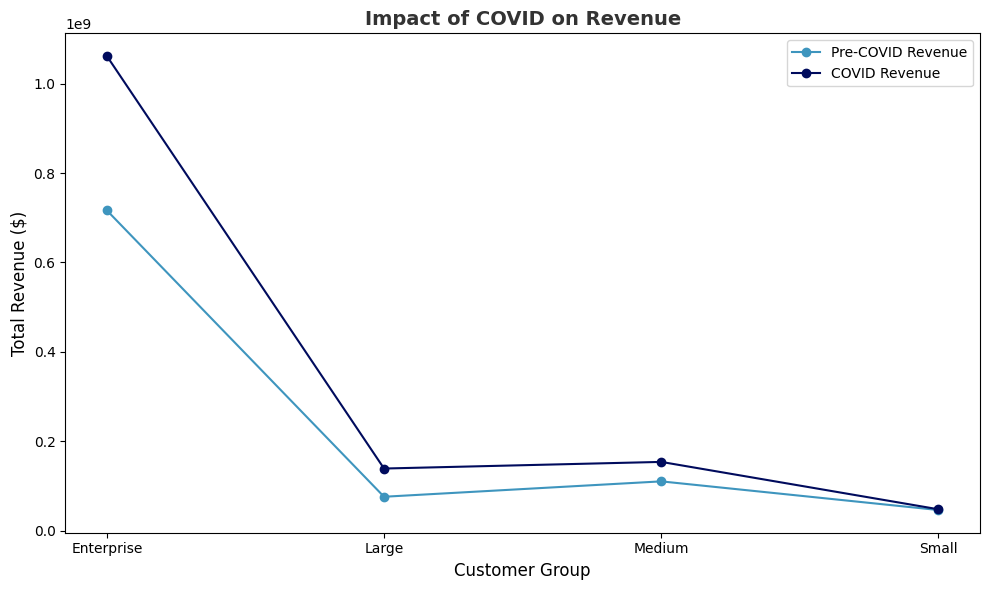 Impact of COVID on Revenue
1e9
Pre-COVID Revenue
COVID Revenue
1.0
0.8
0.6
0.4
0.2
0.0
Total Revenue ($)
Enterprise Large Medium Small
Customer Group